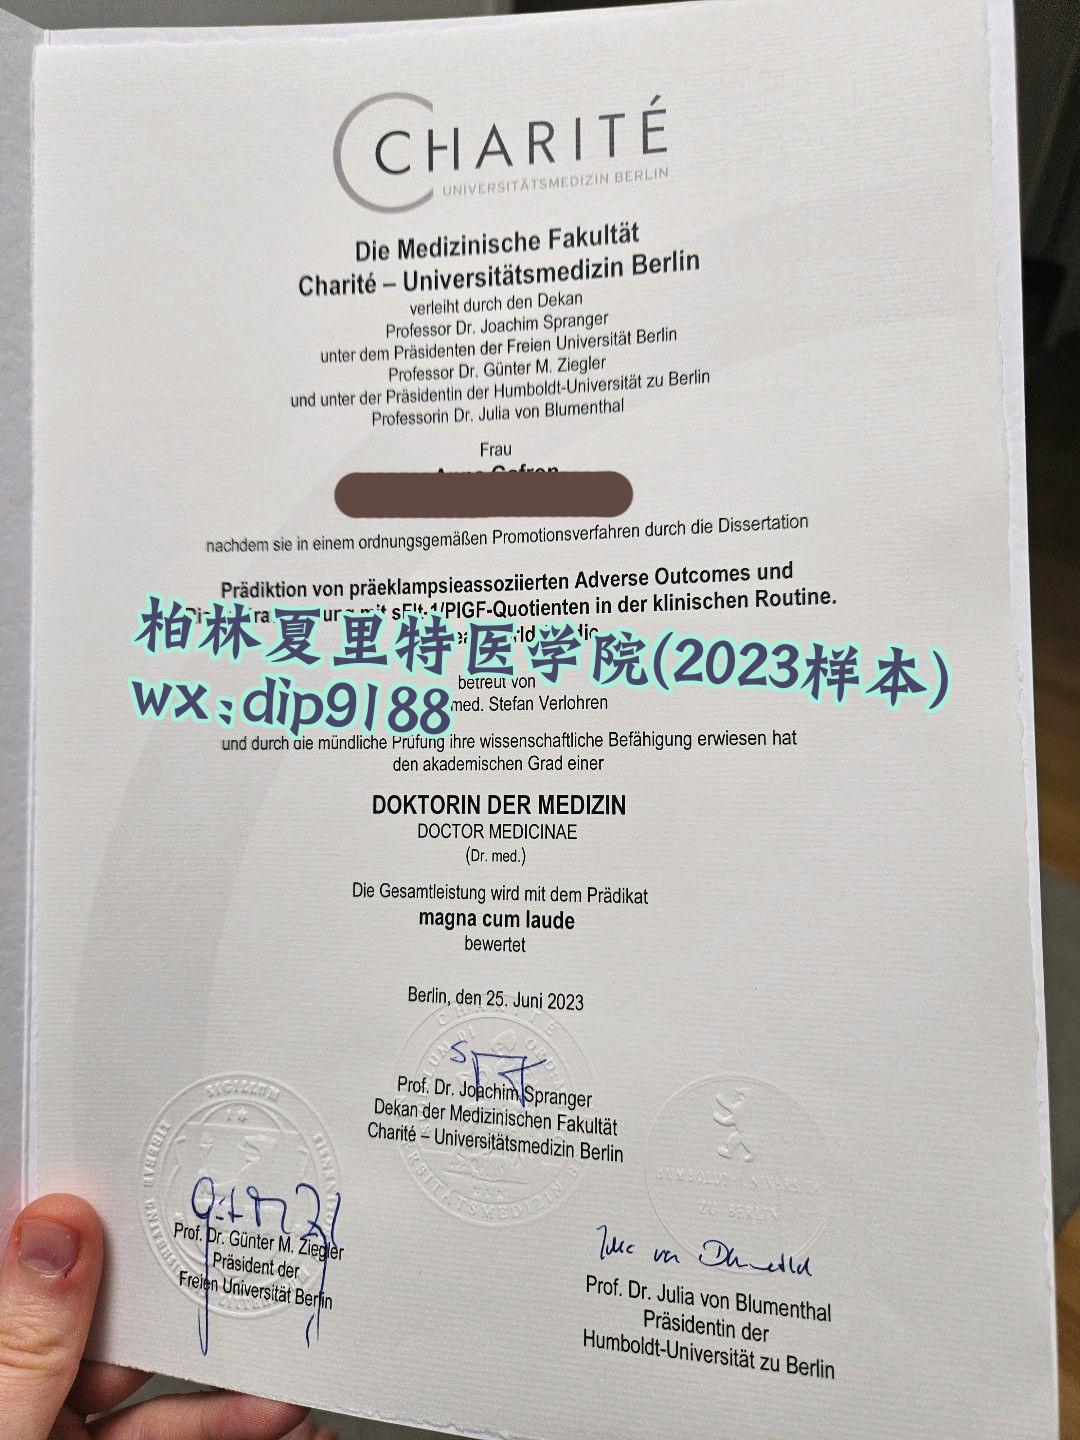 CHARITÉ
UNIVERSITÄTSMEDIZIN BERLIN
Die Medizinische Fakultät
Charité – Universitätsmedizin Berlin
verleiht durch den Dekan
Professor Dr. Joachim Spranger
unter dem Präsidenten der Freien Universität Berlin
Professor Dr. Günter M. Ziegler
und unter der Präsidentin der Humboldt-Universität zu Berlin
Professorin Dr. Julia von Blumenthal
Frau
nachdem sie in einem ordnungsgemäßen Promotionsverfahren durch die Dissertation
Prädiktion von präeklampsieassoziierten Adverse Outcomes und
mit sFlt-1/PlGF-Quotienten in der klinischen Routine.
柏林夏里特医学院(2023样本)
betreut von
wx:dip9188
med. Stefan Verlohren
und durch die mündliche Prüfung ihre wissenschaftliche Befähigung erwiesen hat
den akademischen Grad einer
DOKTORIN DER MEDIZIN
DOCTOR MEDICINAE
(Dr. med.)
Die Gesamtleistung wird mit dem Prädikat
magna cum laude
bewertet
Berlin, den 25. Juni 2023
Prof. Dr. Joachim Spranger
Dekan der Medizinischen Fakultät
Charité – Universitätsmedizin Berlin
Prof. Dr. Günter M. Ziegler
Präsident der
Freien Universität Berlin
Prof. Dr. Julia von Blumenthal
Präsidentin der
Humboldt-Universität zu Berlin